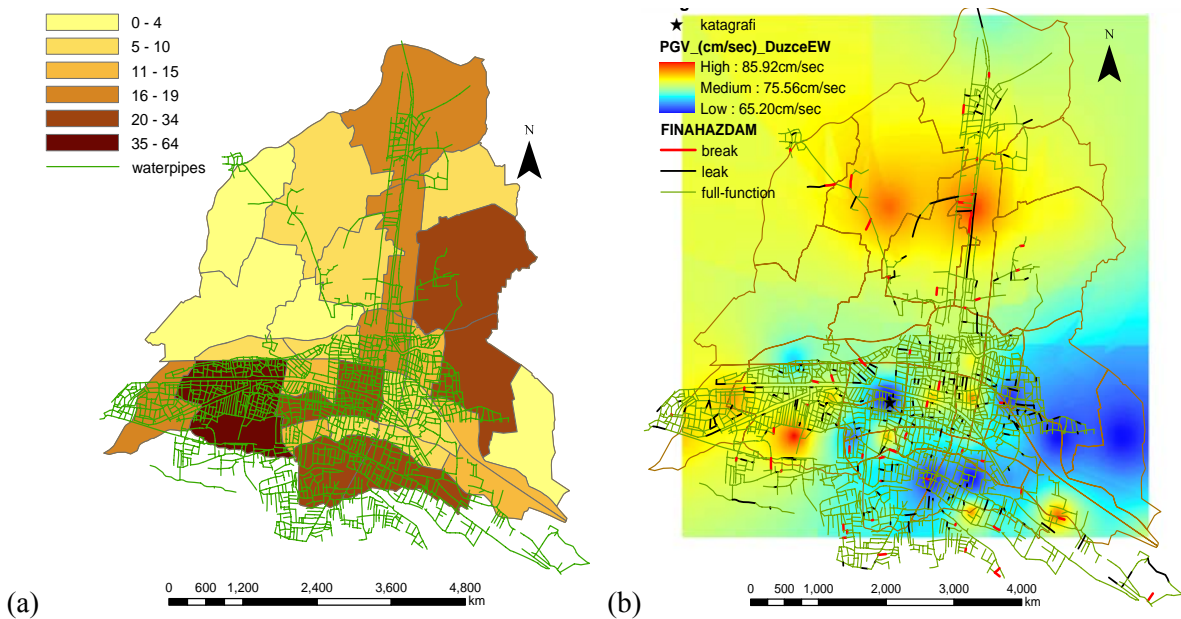 0 - 4
5 - 10
11 - 15
16 - 19
20 - 34
35 - 64
waterpipes
N
0 600 1,200 2,400 3,600 4,800
km
(a)
katagrafi
PGV_(cm/sec)_DuzceEW
High : 85.92cm/sec
Medium : 75.56cm/sec
Low : 65.20cm/sec
FINAHAZDAM
break
leak
full-function
N
0 500 1,000 2,000 3,000 4,000
km
(b)